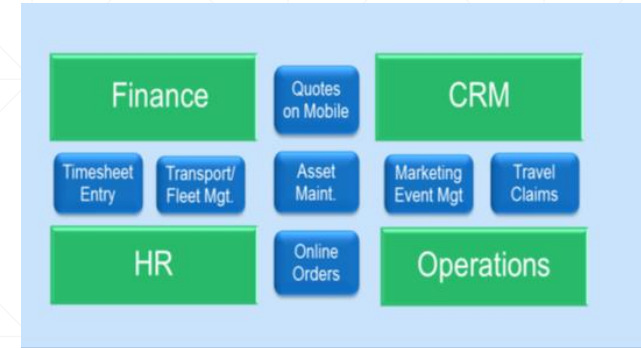 Finance
Quotes
on Mobile
CRM
Timesheet
Entry
Transport/
Fleet Mgt.
Asset
Maint.
Marketing
Event Mgt
Travel
Claims
HR
Online
Orders
Operations